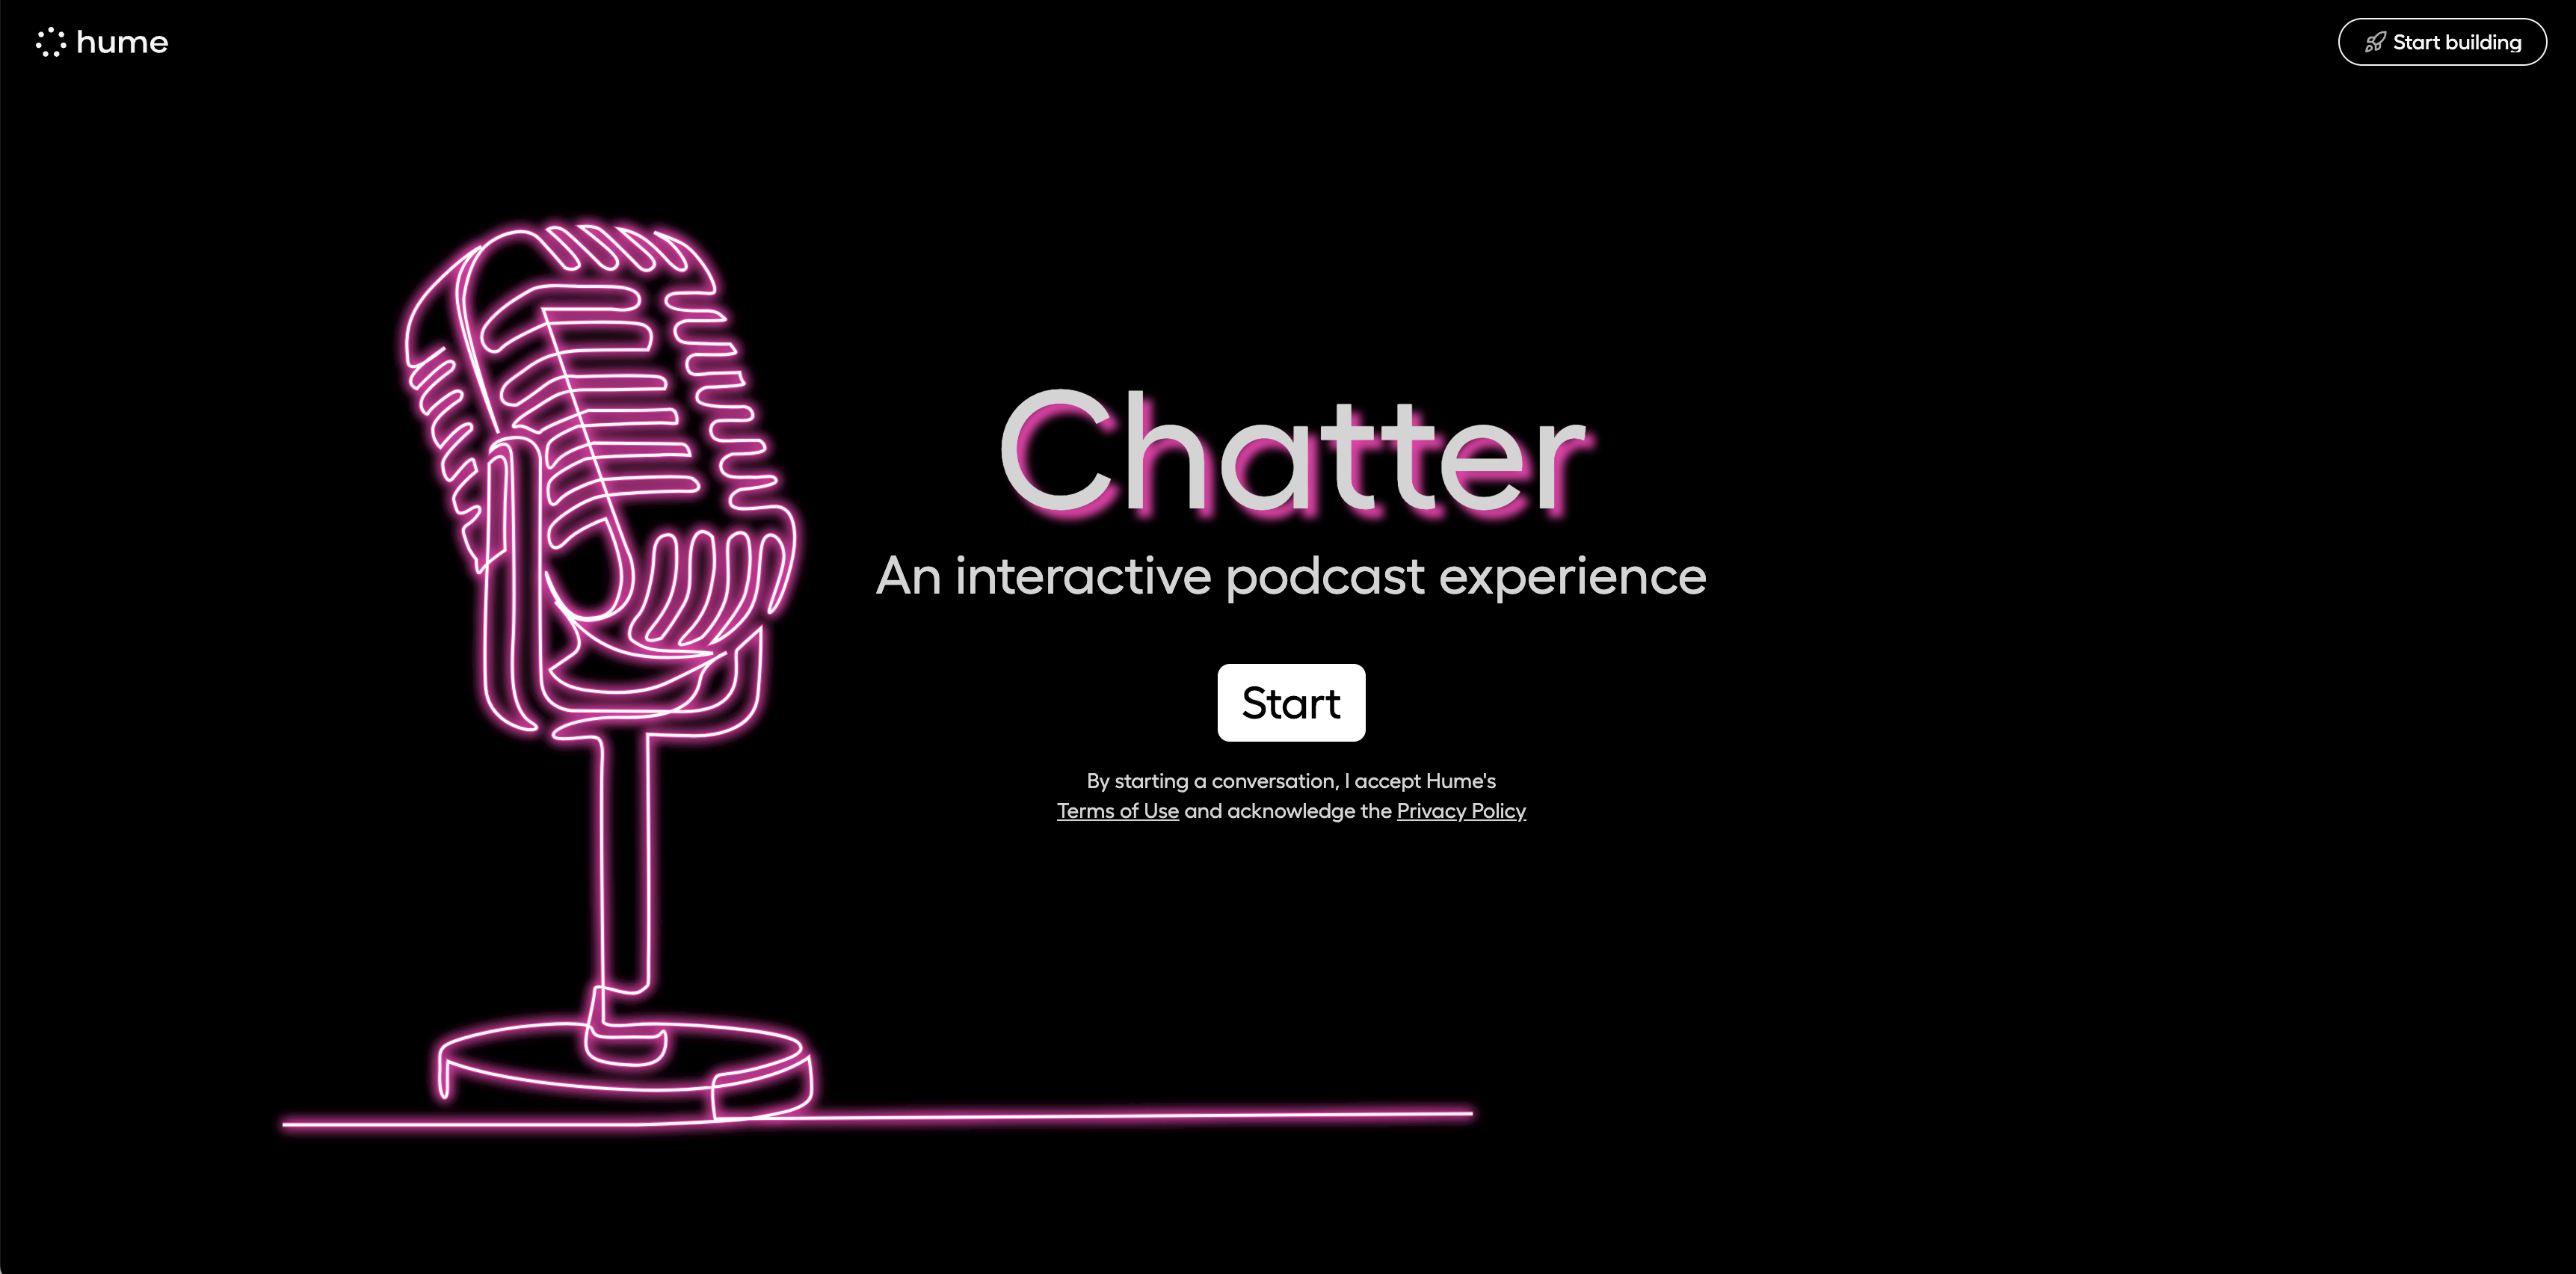 hume
Start building
Chatter
An interactive podcast experience
Start
By starting a conversation, I accept Hume's
Terms of Use and acknowledge the Privacy Policy